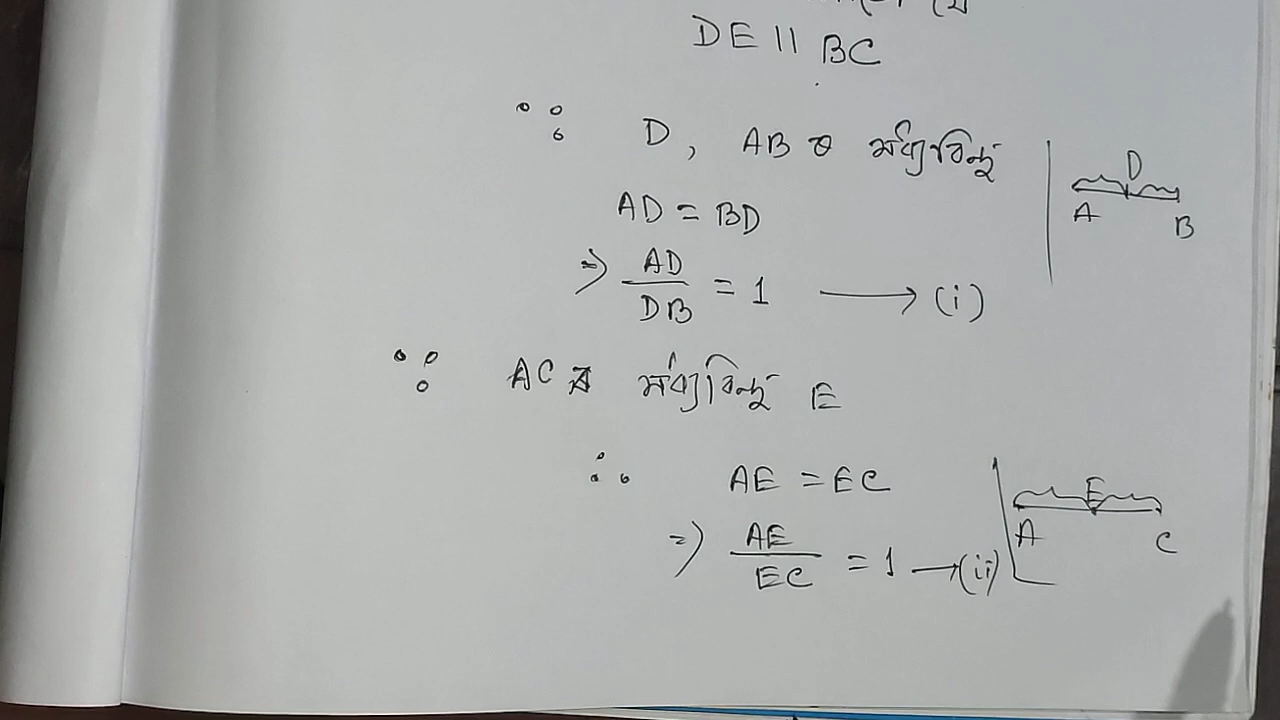 DE || BC
∵ D, AB ৰ মধ্যবিন্দু
D
A B
AD = BD
⇒ AD/DB = 1 ⟶ (i)
∵ AC ৰ মধ্যবিন্দু E
∴ AE = EC
E
A C
⇒ AE/EC = 1 ⟶ (ii)